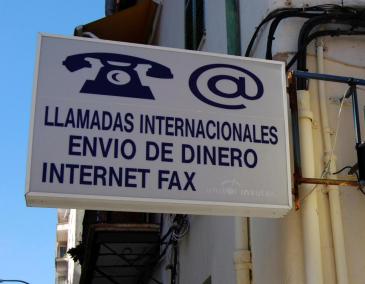 @
LLAMADAS INTERNACIONALES
ENVIO DE DINERO
INTERNET FAX